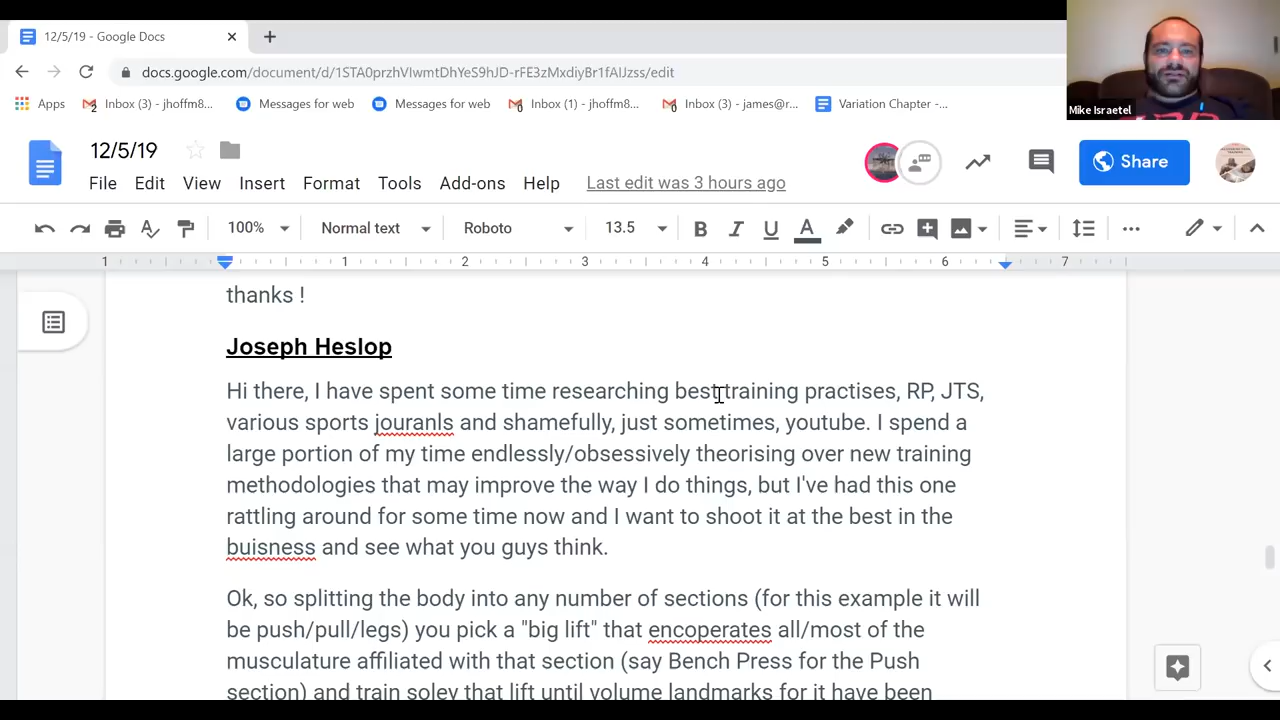 12/5/19 - Google Docs
docs.google.com/document/d/1STA0przhVIwmtDhYeS9hJD-rFE3zMxdiyBr1fAIJzss/edit
Apps Inbox (3) - jhoffm8... Messages for web Messages for web Inbox (1) - jhoffm8... Inbox (6) - james@r... Variation Chapter -...
Mike Israetel
12/5/19
File Edit View Insert Format Tools Add-ons Help Last edit was 3 hours ago
Share
100% Normal text Roboto 13.5 B I U A
1 1 2 3 4 5 6 7
thanks !
Joseph Heslop
Hi there, I have spent some time researching best training practises, RP, JTS,
various sports jouranls and shamefully, just sometimes, youtube. I spend a
large portion of my time endlessly/obsessively theorising over new training
methodologies that may improve the way I do things, but I've had this one
rattling around for some time now and I want to shoot it at the best in the
buisness and see what you guys think.
Ok, so splitting the body into any number of sections (for this example it will
be push/pull/legs) you pick a "big lift" that encoperates all/most of the
musculature affiliated with that section (say Bench Press for the Push
section) and train soley that lift until volume landmarks for it have been